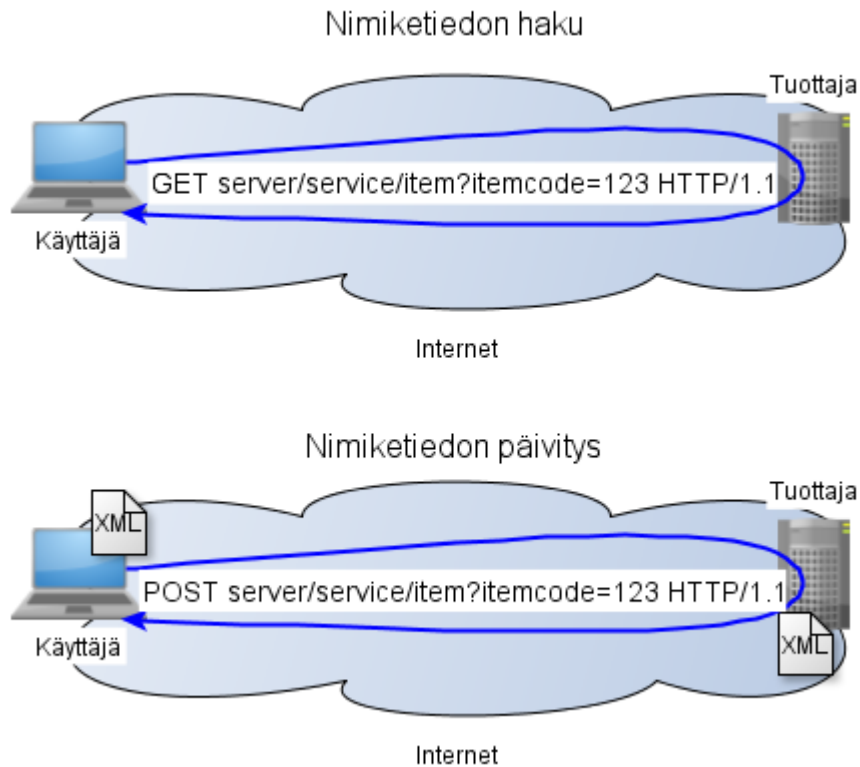 Nimiketiedon haku
Tuottaja
GET server/service/item?itemcode=123 HTTP/1.1
Käyttäjä
Internet
Nimiketiedon päivitys
Tuottaja
XML
POST server/service/item?itemcode=123 HTTP/1.1
Käyttäjä
XML
Internet